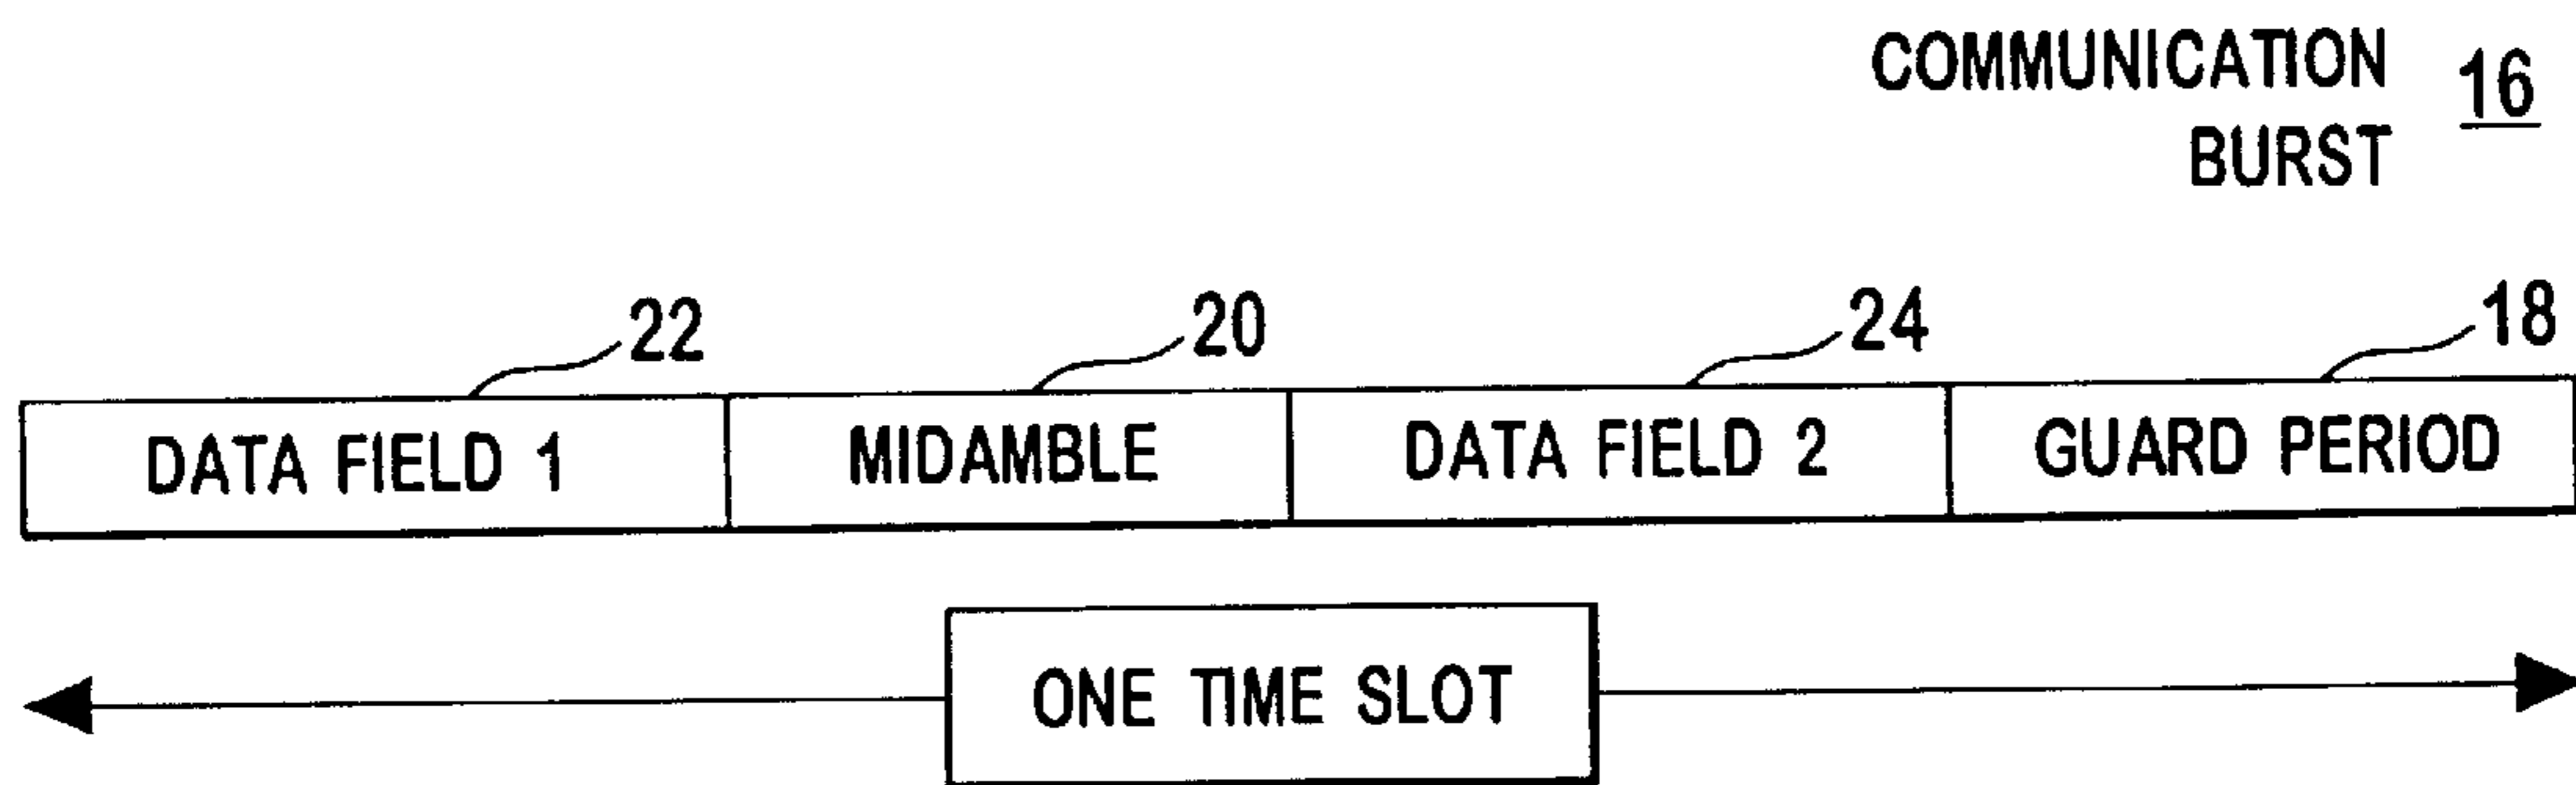 COMMUNICATION
BURST
16
22
20
24
18
DATA FIELD 1
MIDAMBLE
DATA FIELD 2
GUARD PERIOD
ONE TIME SLOT